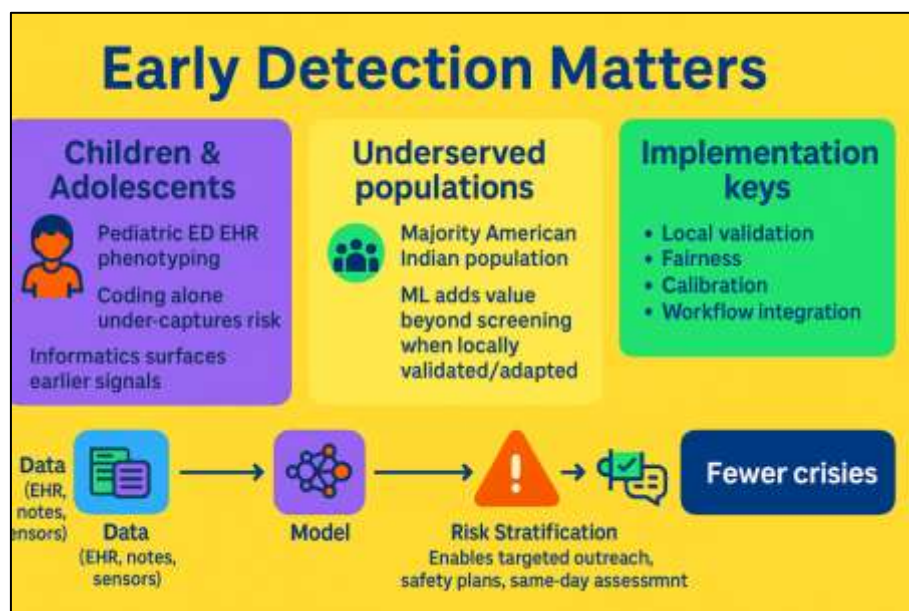 Early Detection Matters
Children &
Adolescents
Pediatric ED EHR
phenotyping
Coding alone
under-captures risk
Informatics surfaces
earlier signals
Underserved
populations
Majority American
Indian population
ML adds value
beyond screening
when locally
validated/adapted
Implementation
keys
• Local validation
• Fairness
• Calibration
• Workflow integration
Data
(EHR,
notes,
ensors)
Data
(EHR, notes,
sensors)
Model
Risk Stratification
Enables targeted outreach,
safety plans, same-day assessmnt
Fewer crisies